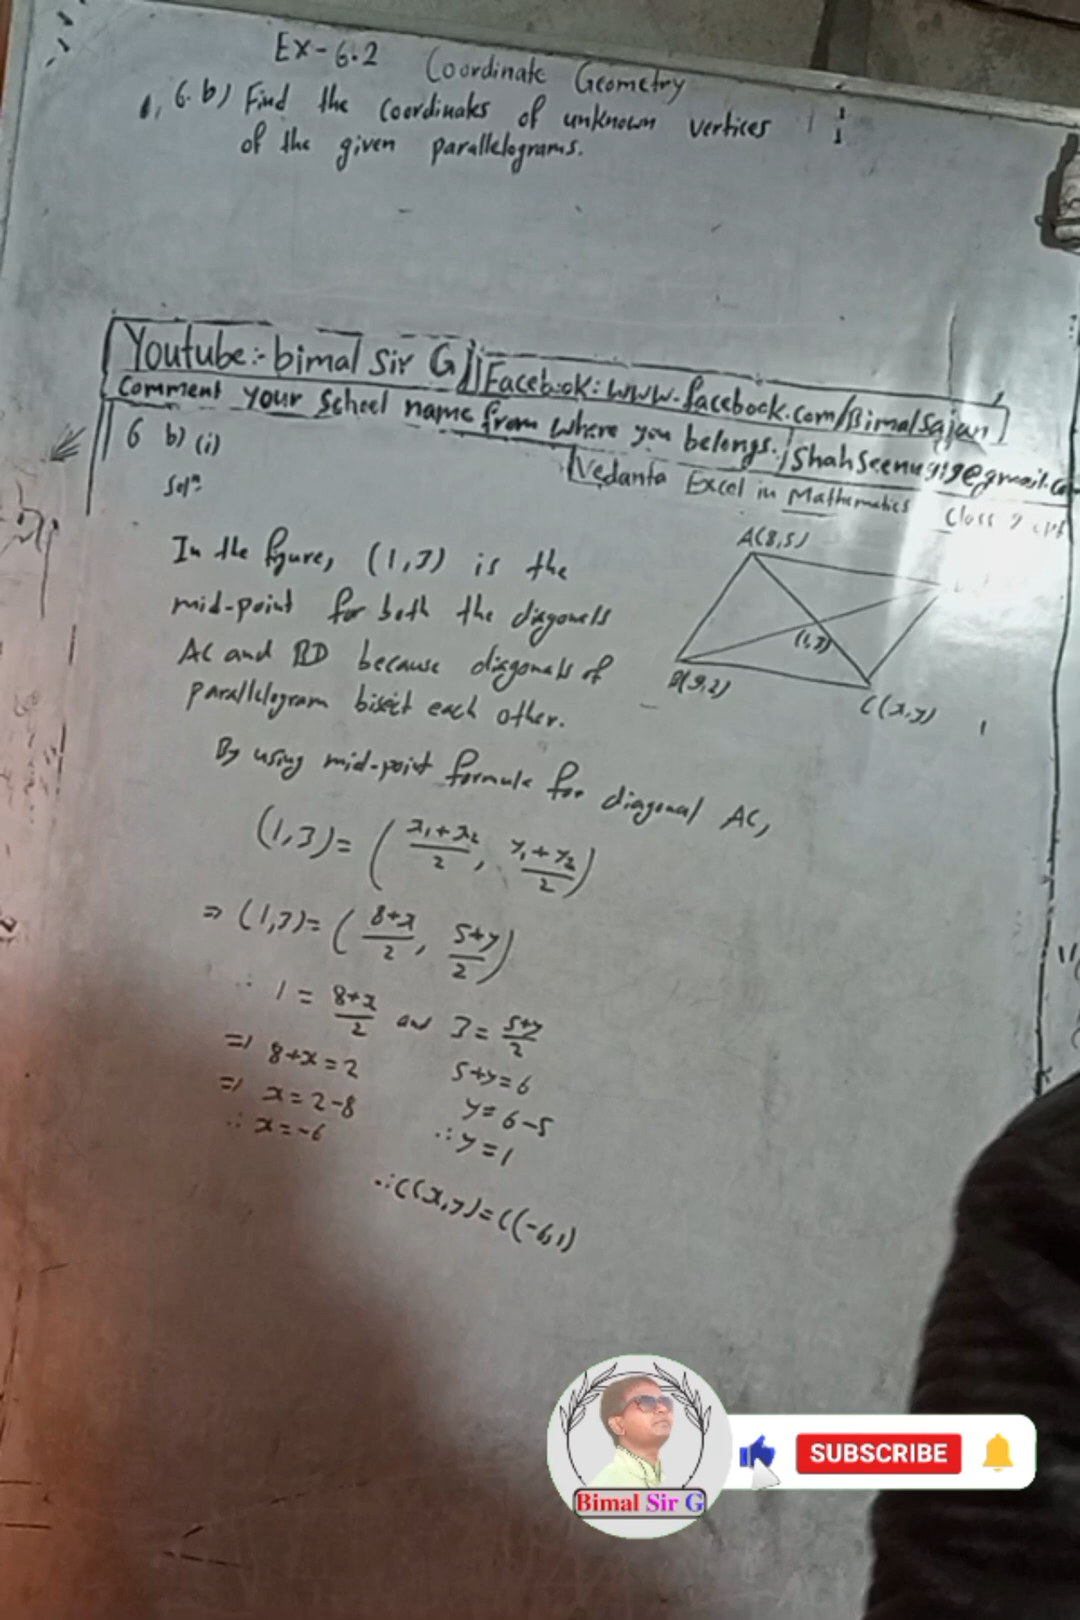 Ex-6.2 Coordinate Geometry
6.b) Find the coordinates of unknown vertices
of the given parallelograms.
Youtube:- bimal Sir G
Facebook: www.facebook.com/Bimalsajan
Comment your School name from where you belongs.
Vedanta Excel in Mathematics
Class 9
6 b) (i)
Solⁿ:
A(8,5)
(1,3)
B(9,2)
C(x,y)
In the figure, (1,3) is the
mid-point for both the diagonals
AC and BD because diagonals of
parallelogram bisect each other.
By using mid-point formula for diagonal AC,
(1,3) = ( x₁+x₂/2 , y₁+y₂/2 )
⇒ (1,3) = ( 8+x/2 , 5+y/2 )
∴ 1 = 8+x/2 and 3 = 5+y/2
⇒ 8+x=2 5+y=6
⇒ x=2-8 y=6-5
∴ x=-6 ∴ y=1
∴ C(x,y)=C(-6,1)
SUBSCRIBE
Bimal Sir G